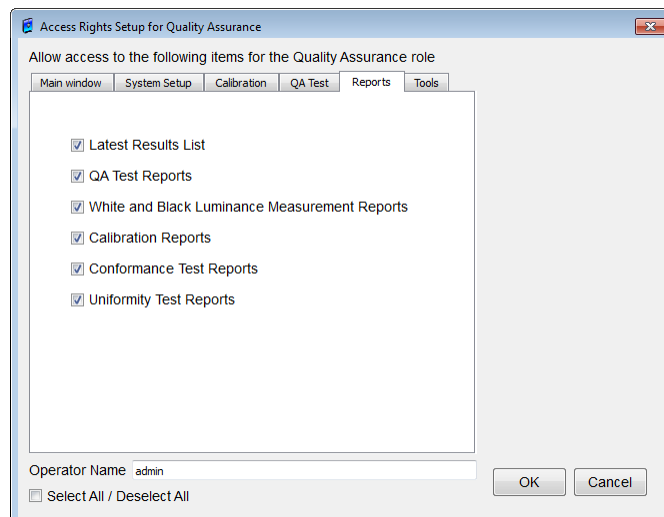 Access Rights Setup for Quality Assurance
Allow access to the following items for the Quality Assurance role
Main window System Setup Calibration QA Test Reports Tools
Latest Results List
QA Test Reports
White and Black Luminance Measurement Reports
Calibration Reports
Conformance Test Reports
Uniformity Test Reports
Operator Name admin
OK Cancel
Select All / Deselect All